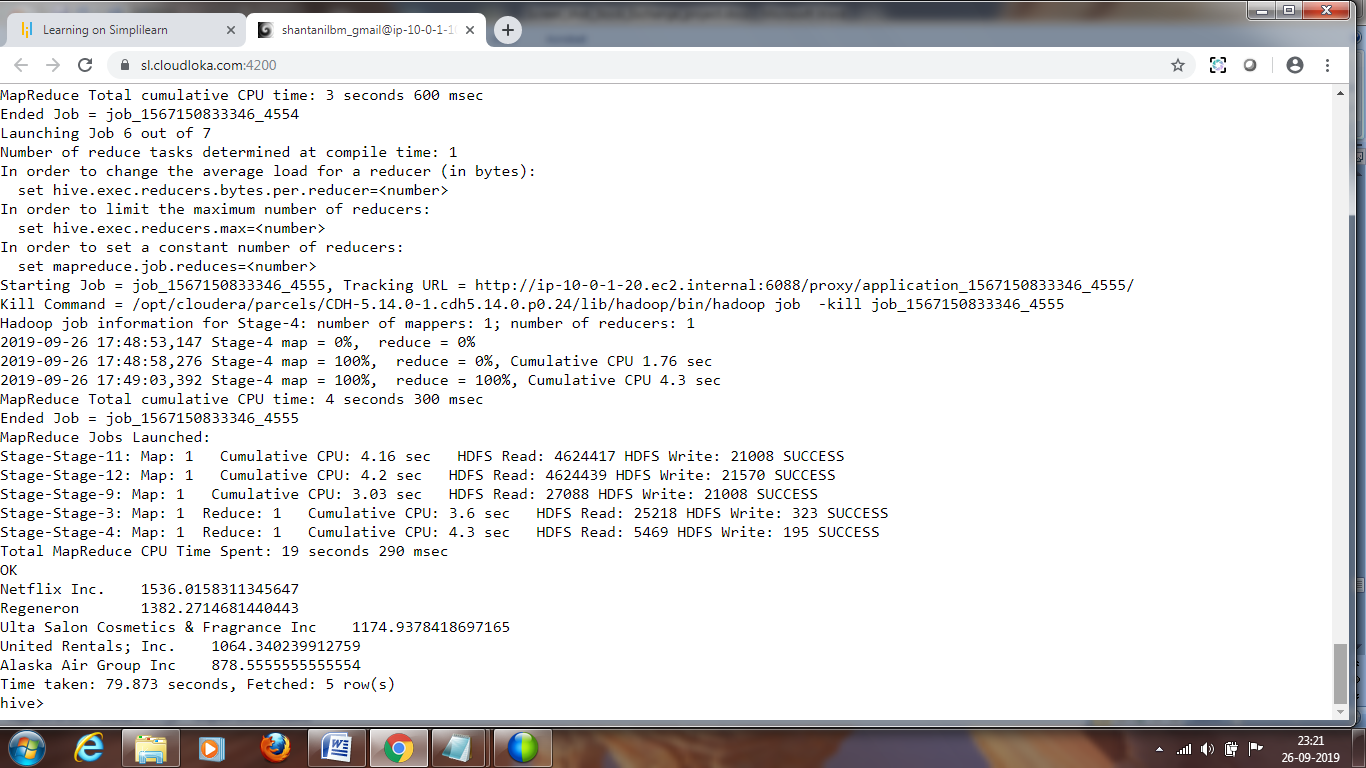 Learning on Simplilearn
shantanilbm_gmail@ip-10-0-1-10
sl.cloudloka.com:4200
MapReduce Total cumulative CPU time: 3 seconds 600 msec
Ended Job = job_1567150833346_4554
Launching Job 6 out of 7
Number of reduce tasks determined at compile time: 1
In order to change the average load for a reducer (in bytes):
  set hive.exec.reducers.bytes.per.reducer=<number>
In order to limit the maximum number of reducers:
  set hive.exec.reducers.max=<number>
In order to set a constant number of reducers:
  set mapreduce.job.reduces=<number>
Starting Job = job_1567150833346_4555, Tracking URL = http://ip-10-0-1-20.ec2.internal:6088/proxy/application_1567150833346_4555/
Kill Command = /opt/cloudera/parcels/CDH-5.14.0-1.cdh5.14.0.p0.24/lib/hadoop/bin/hadoop job  -kill job_1567150833346_4555
Hadoop job information for Stage-4: number of mappers: 1; number of reducers: 1
2019-09-26 17:48:53,147 Stage-4 map = 0%,  reduce = 0%
2019-09-26 17:48:58,276 Stage-4 map = 100%,  reduce = 0%, Cumulative CPU 1.76 sec
2019-09-26 17:49:03,392 Stage-4 map = 100%,  reduce = 100%, Cumulative CPU 4.3 sec
MapReduce Total cumulative CPU time: 4 seconds 300 msec
Ended Job = job_1567150833346_4555
MapReduce Jobs Launched:
Stage-Stage-11: Map: 1   Cumulative CPU: 4.16 sec   HDFS Read: 4624417 HDFS Write: 21008 SUCCESS
Stage-Stage-12: Map: 1   Cumulative CPU: 4.2 sec   HDFS Read: 4624439 HDFS Write: 21570 SUCCESS
Stage-Stage-9: Map: 1   Cumulative CPU: 3.03 sec   HDFS Read: 27088 HDFS Write: 21008 SUCCESS
Stage-Stage-3: Map: 1  Reduce: 1   Cumulative CPU: 3.6 sec   HDFS Read: 25218 HDFS Write: 323 SUCCESS
Stage-Stage-4: Map: 1  Reduce: 1   Cumulative CPU: 4.3 sec   HDFS Read: 5469 HDFS Write: 195 SUCCESS
Total MapReduce CPU Time Spent: 19 seconds 290 msec
OK
Netflix Inc.    1536.0158311345647
Regeneron       1382.2714681440443
Ulta Salon Cosmetics & Fragrance Inc    1174.9378418697165
United Rentals; Inc.    1064.340239912759
Alaska Air Group Inc    878.5555555555554
Time taken: 79.873 seconds, Fetched: 5 row(s)
hive>
23:21
26-09-2019